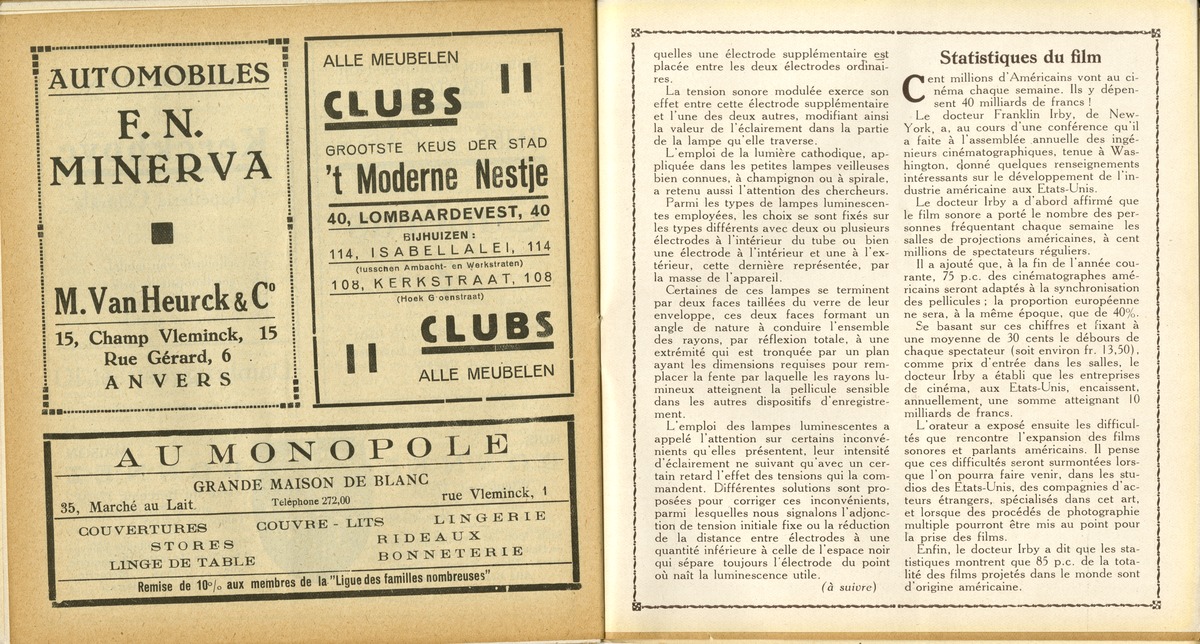 AUTOMOBILES
F. N.
MINERVA
M. Van Heurck & Cº
15, Champ Vleminck, 15
Rue Gérard, 6
ANVERS
ALLE MEUBELEN
CLUBS
GROOTSTE KEUS DER STAD
't Moderne Nestje
40, LOMBAARDEVEST, 40
BIJHUIZEN :
114, ISABELLALEI, 114
(tusschen Ambacht- en Werkstraten)
108, KERKSTRAAT, 108
(Hoek G oenstraat)
CLUBS
ALLE MEUBELEN
AU MONOPOLE
GRANDE MAISON DE BLANC
35, Marché au Lait Téléphone 272,00 rue Vleminck, 1
COUVERTURES COUVRE - LITS LINGERIE
STORES RIDEAUX
LINGE DE TABLE BONNETERIE
Remise de 10% aux membres de la "Ligue des familles nombreuses"
quelles une électrode supplémentaire est
placée entre les deux électrodes ordinai-
res.
La tension sonore modulée exerce son
effet entre cette électrode supplémentaire
et l'une des deux autres, modifiant ainsi
la valeur de l'éclairement dans la partie
de la lampe qu'elle traverse.
L'emploi de la lumière cathodique, ap-
pliquée dans les petites lampes veilleuses
bien connues, à champignon ou à spirale,
a retenu aussi l'attention des chercheurs.
Parmi les types de lampes luminescen-
tes employées, les choix se sont fixés sur
les types différents avec deux ou plusieurs
électrodes à l'intérieur du tube ou bien
une électrode à l'intérieur et une à l'ex-
térieur, cette dernière représentée, par
la masse de l'appareil.
Certaines de ces lampes se terminent
par deux faces taillées du verre de leur
enveloppe, ces deux faces formant un
angle de nature à conduire l'ensemble
des rayons, par réflexion totale, à une
extrémité qui est tronquée par un plan
ayant les dimensions requises pour rem-
placer la fente par laquelle les rayons lu-
mineux atteignent la pellicule sensible
dans les autres dispositifs d'enregistre-
ment.
L'emploi des lampes luminescentes a
appelé l'attention sur certains inconvé-
nients qu'elles présentent, leur intensité
d'éclairement ne suivant qu'avec un cer-
tain retard l'effet des tensions qui la com-
mandent. Différentes solutions sont pro-
posées pour corriger ces inconvénients,
parmi lesquelles nous signalons l'adjonc-
tion de tension initiale fixe ou la réduction
de la distance entre électrodes à une
quantité inférieure à celle de l'espace noir
qui sépare toujours l'électrode du point
où naît la luminescence utile.
(à suivre)
Statistiques du film
Cent millions d'Américains vont au ci-
néma chaque semaine. Ils y dépen-
sent 40 milliards de francs !
Le docteur Franklin Irby, de New-
York, a, au cours d'une conférence qu'il
a faite à l'assemblée annuelle des ingé-
nieurs cinématographiques, tenue à Was-
hington, donné quelques renseignements
intéressants sur le développement de l'in-
dustrie américaine aux Etats-Unis.
Le docteur Irby a d'abord affirmé que
le film sonore a porté le nombre des per-
sonnes fréquentant chaque semaine les
salles de projections américaines, à cent
millions de spectateurs réguliers.
Il a ajouté que, à la fin de l'année cou-
rante, 75 p.c. des cinématographes amé-
ricains seront adaptés à la synchronisation
des pellicules ; la proportion européenne
ne sera, à la même époque, que de 40%.
Se basant sur ces chiffres et fixant à
une moyenne de 30 cents le débours de
chaque spectateur (soit environ fr. 13,50),
comme prix d'entrée dans les salles, le
docteur Irby a établi que les entreprises
de cinéma, aux Etats-Unis, encaissent,
annuellement, une somme atteignant 10
milliards de francs.
L'orateur a exposé ensuite les difficul-
tés que rencontre l'expansion des films
sonores et parlants américains. Il pense
que ces difficultés seront surmontées lors-
que l'on pourra faire venir, dans les stu-
dios des Etats-Unis, des compagnies d'ac-
teurs étrangers, spécialisés dans cet art,
et lorsque des procédés de photographie
multiple pourront être mis au point pour
la prise des films.
Enfin, le docteur Irby a dit que les sta-
tistiques montrent que 85 p.c. de la tota-
lité des films projetés dans le monde sont
d'origine américaine.